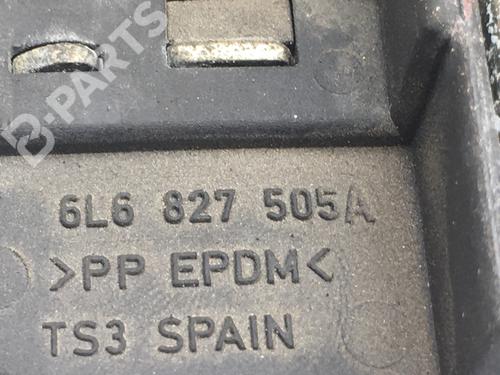 B-PARTS
6L6 827 505A
>PP EPDM<
TS3 SPAIN